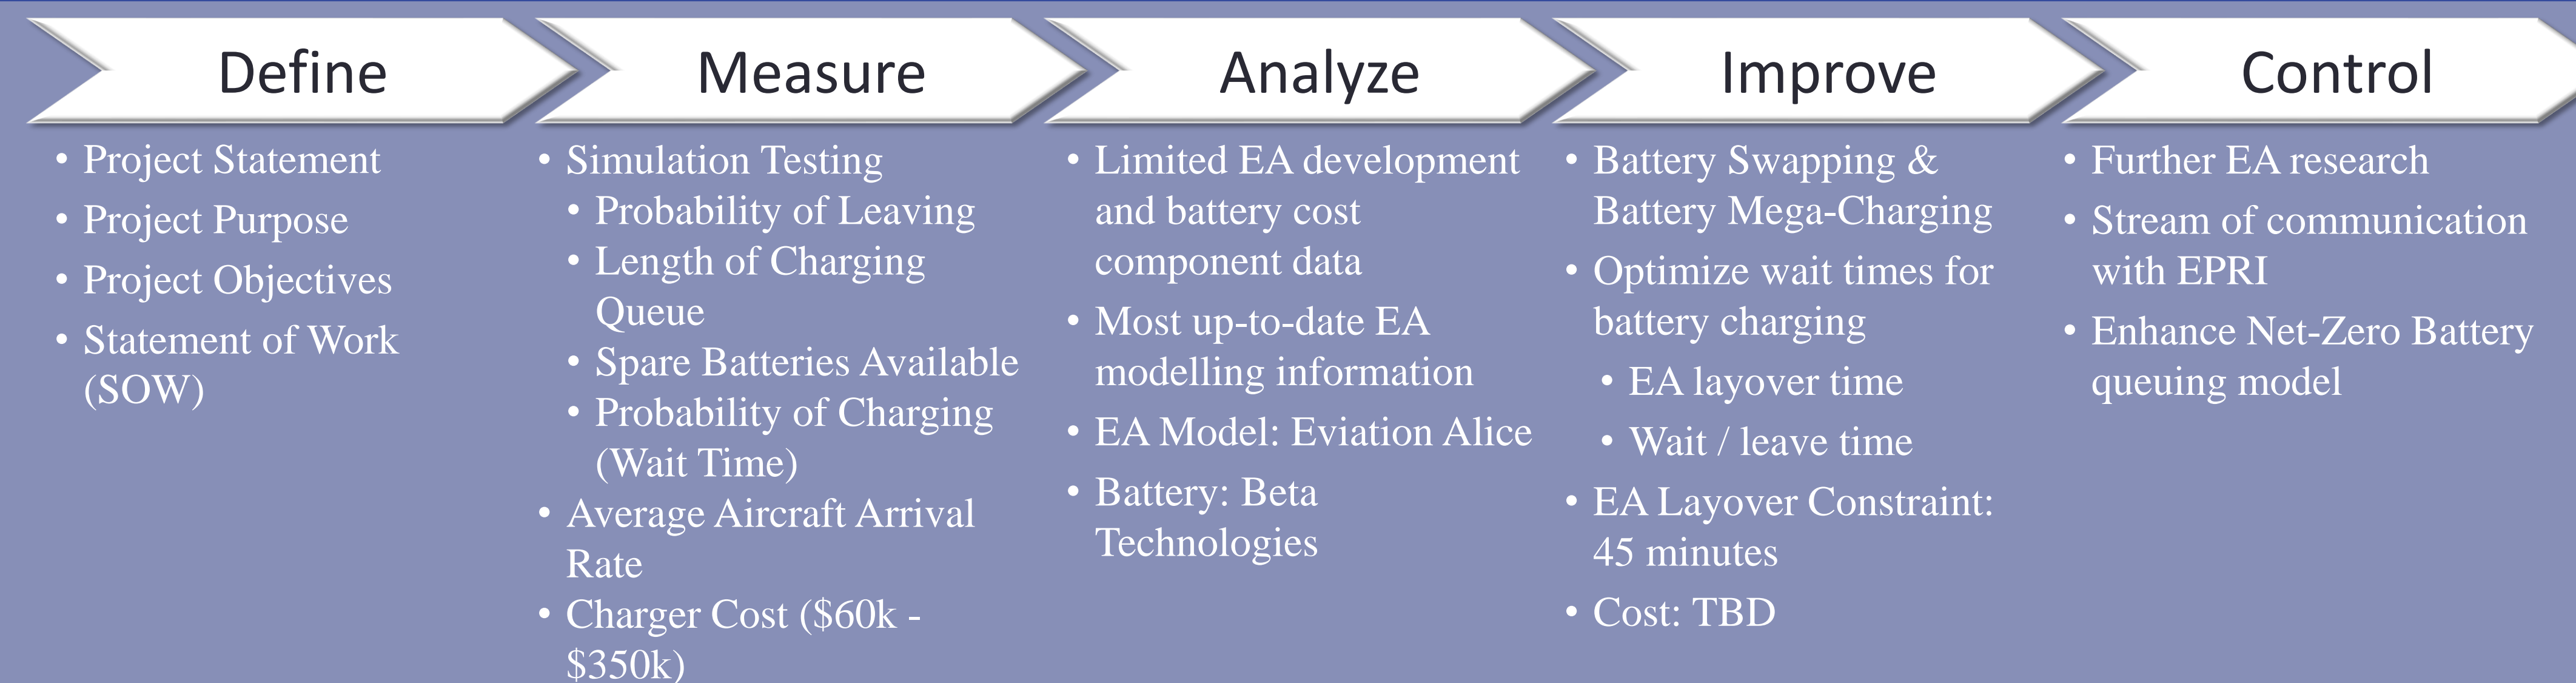 Define
• Project Statement
• Project Purpose
• Project Objectives
• Statement of Work
(SOW)
Measure
• Simulation Testing
• Probability of Leaving
• Length of Charging
Queue
• Spare Batteries Available
• Probability of Charging
(Wait Time)
• Average Aircraft Arrival
Rate
• Charger Cost ($60k -
$350k)
Analyze
• Limited EA development
and battery cost
component data
• Most up-to-date EA
modelling information
• EA Model: Eviation Alice
• Battery: Beta
Technologies
Improve
• Battery Swapping &
Battery Mega-Charging
• Optimize wait times for
battery charging
• EA layover time
• Wait / leave time
• EA Layover Constraint:
45 minutes
• Cost: TBD
Control
• Further EA research
• Stream of communication
with EPRI
• Enhance Net-Zero Battery
queuing model